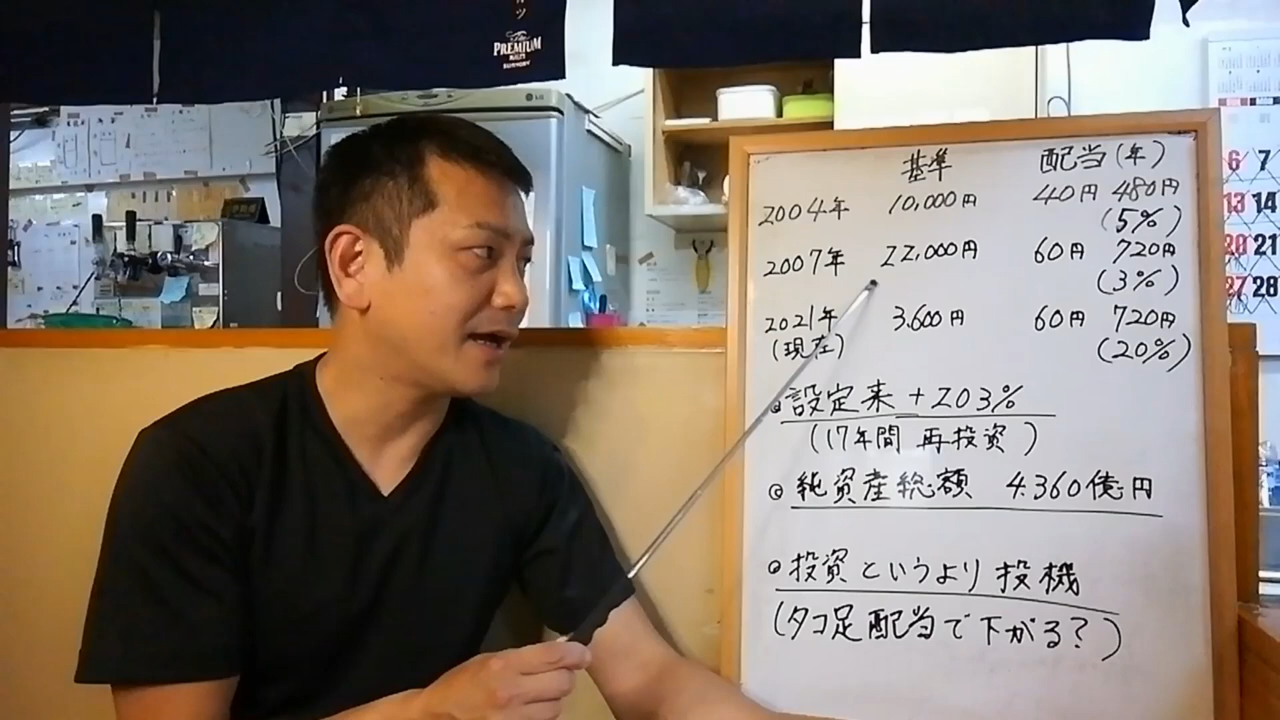 The
PREMIUM
MALT'S
SUNTORY
LG
基準 配当(年)
2004年 10,000円 40円 480円
(5%)
2007年 22,000円 60円 720円
(3%)
2021年 3.600円 60円 720円
(現在) (20%)
設定来+203%
(17年間 再投資)
純資産総額 4.360億円
投資というより投機
(タコ足配当で下がる?)
6 7
13 14
20 21
27 28